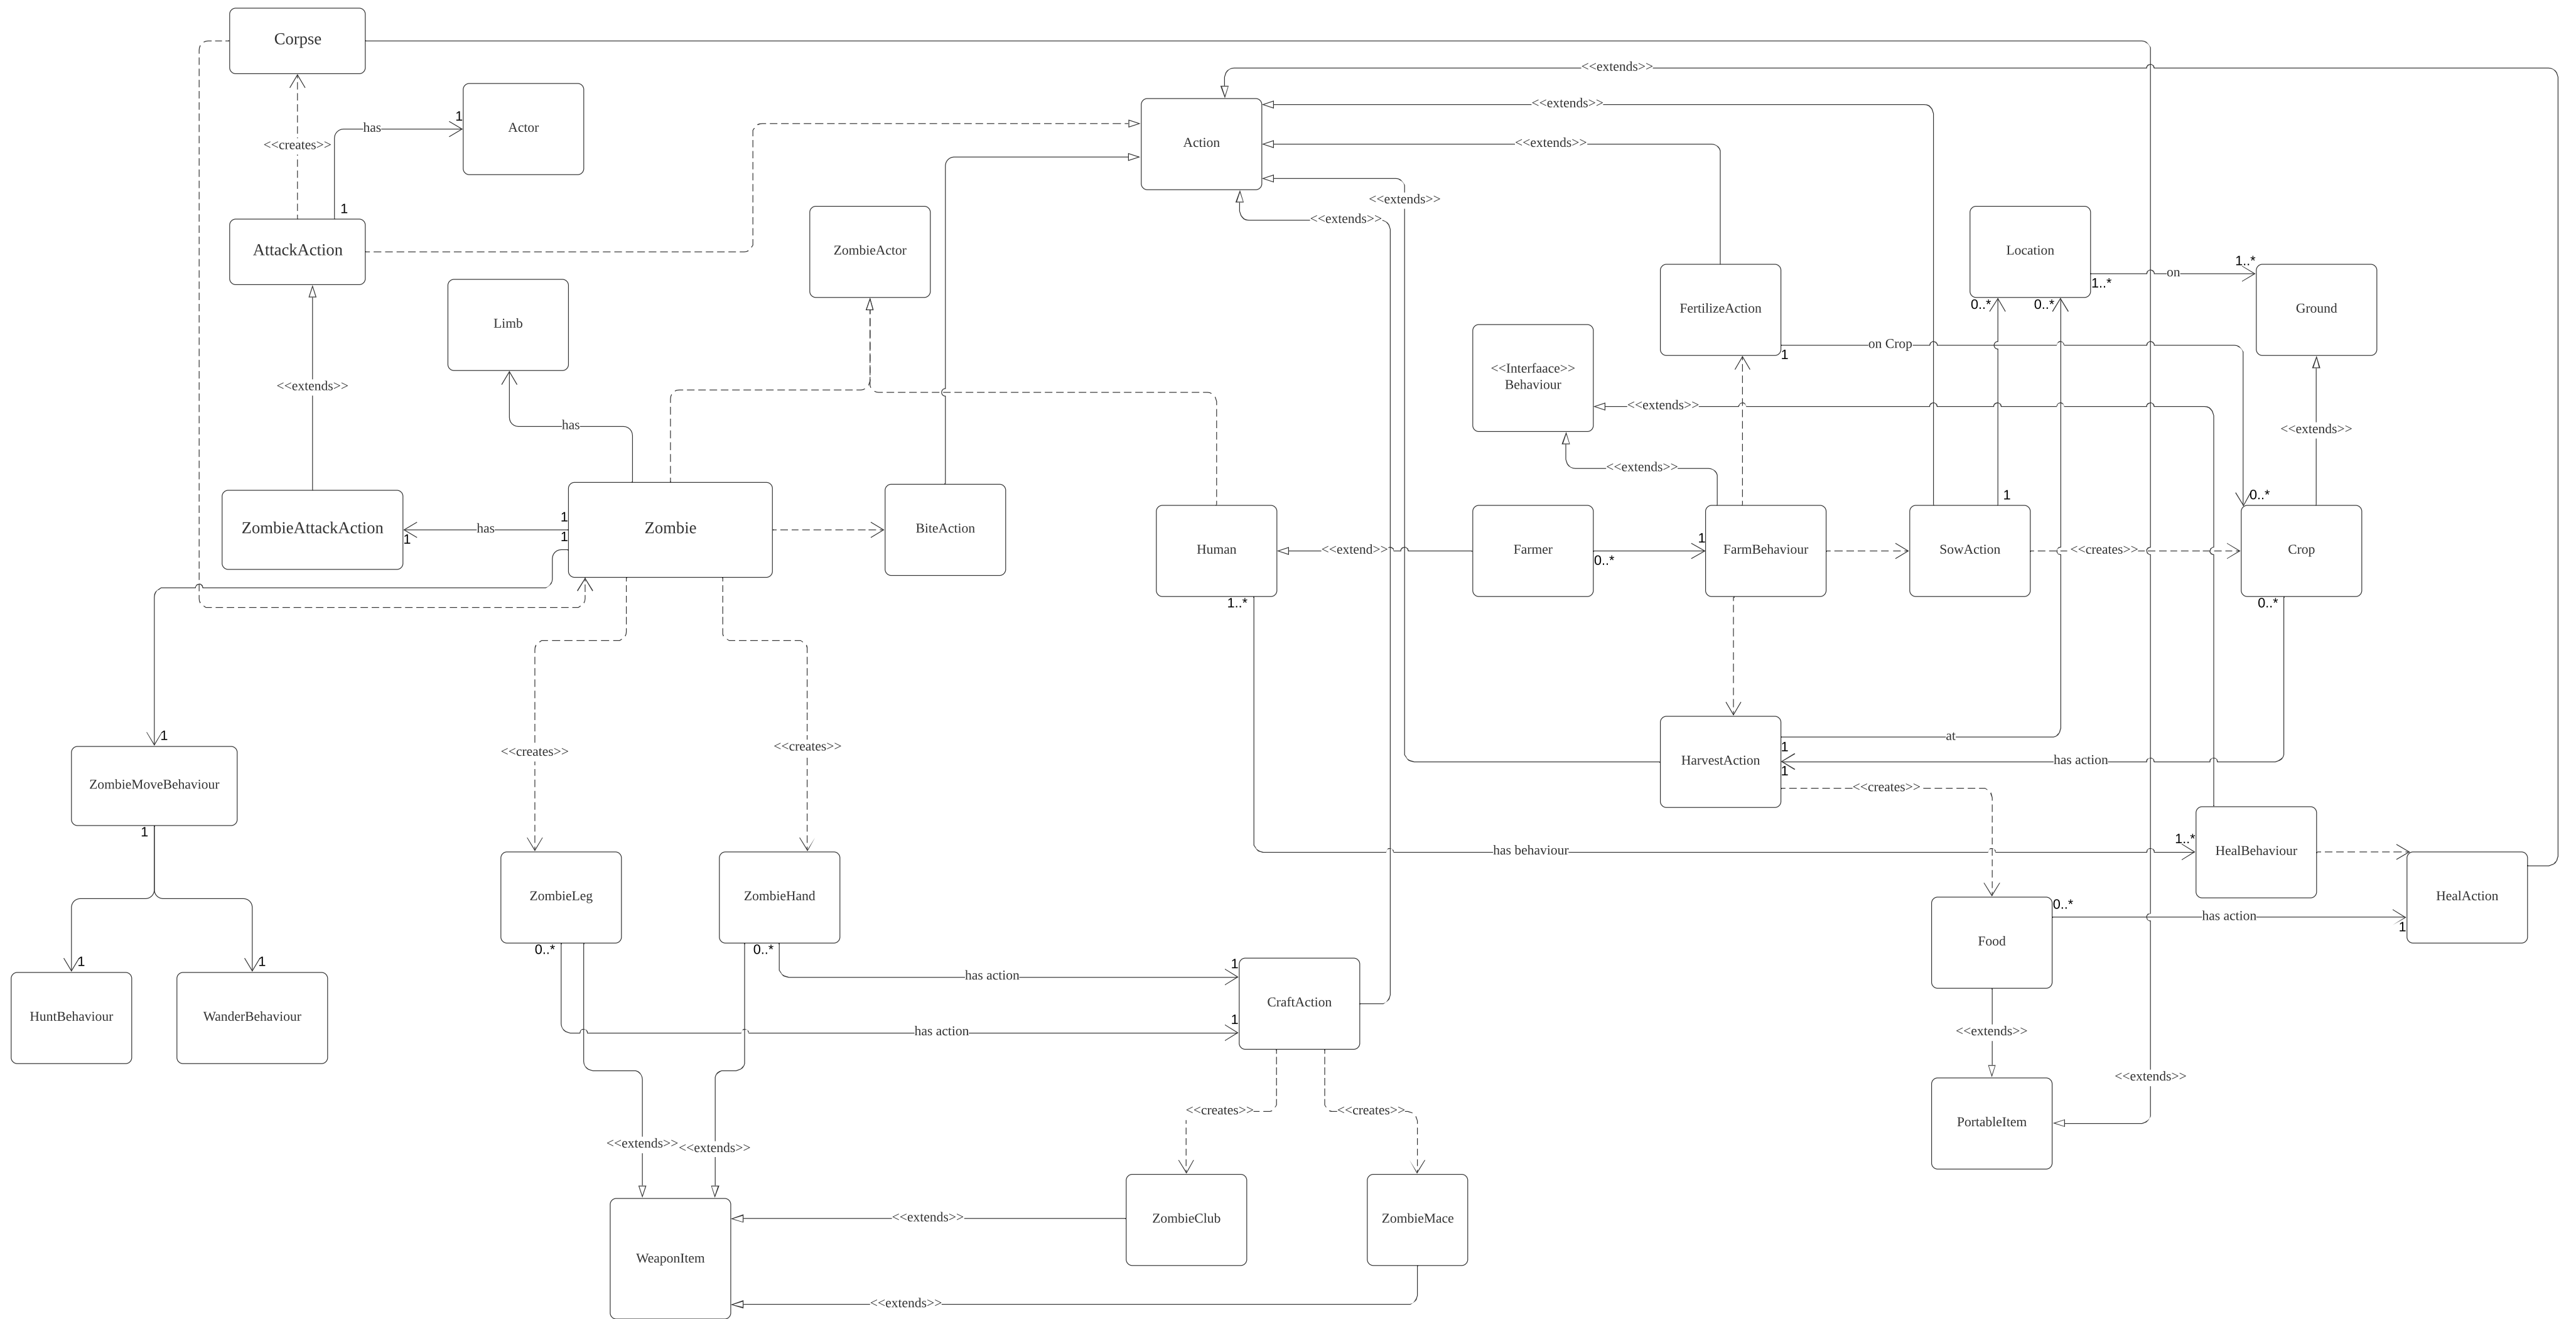 Corpse
<<extends>>
<<extends>>
1
has
Actor
<<creates>>
Action
<<extends>>
<<extends>>
1
<<extends>>
AttackAction
ZombieActor
Location
1..*
on
1..*
0..*
0..*
Limb
FertilizeAction
Ground
1
on Crop
<<Interfaace>>
Behaviour
<<extends>>
<<extends>>
has
<<extends>>
<<extends>>
1
0..*
ZombieAttackAction
1
has
1
1
Zombie
BiteAction
Human
<<extend>>
Farmer
0..*
1
FarmBehaviour
SowAction
<<creates>>
Crop
1..*
0..*
<<creates>>
<<creates>>
1
ZombieMoveBehaviour
1
HarvestAction
at
1
1
has action
<<creates>>
has behaviour
1..*
HealBehaviour
ZombieLeg
ZombieHand
HealAction
0..*
has action
1
Food
0..*
0..*
1
1
HuntBehaviour
WanderBehaviour
has action
1
has action
1
CraftAction
<<extends>>
<<extends>>
<<creates>>
<<creates>>
PortableItem
<<extends>>
<<extends>>
<<extends>>
ZombieClub
ZombieMace
WeaponItem
<<extends>>